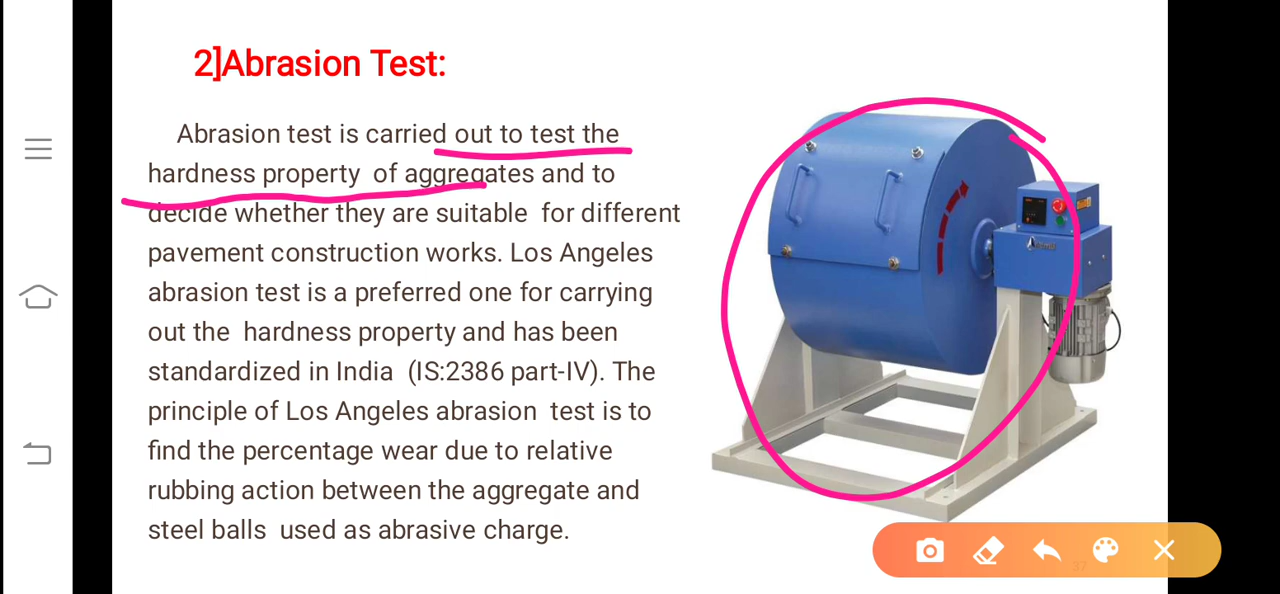 2]Abrasion Test:
Abrasion test is carried out to test the
hardness property of aggregates and to
decide whether they are suitable for different
pavement construction works. Los Angeles
abrasion test is a preferred one for carrying
out the hardness property and has been
standardized in India (IS:2386 part-IV). The
principle of Los Angeles abrasion test is to
find the percentage wear due to relative
rubbing action between the aggregate and
steel balls used as abrasive charge.
37